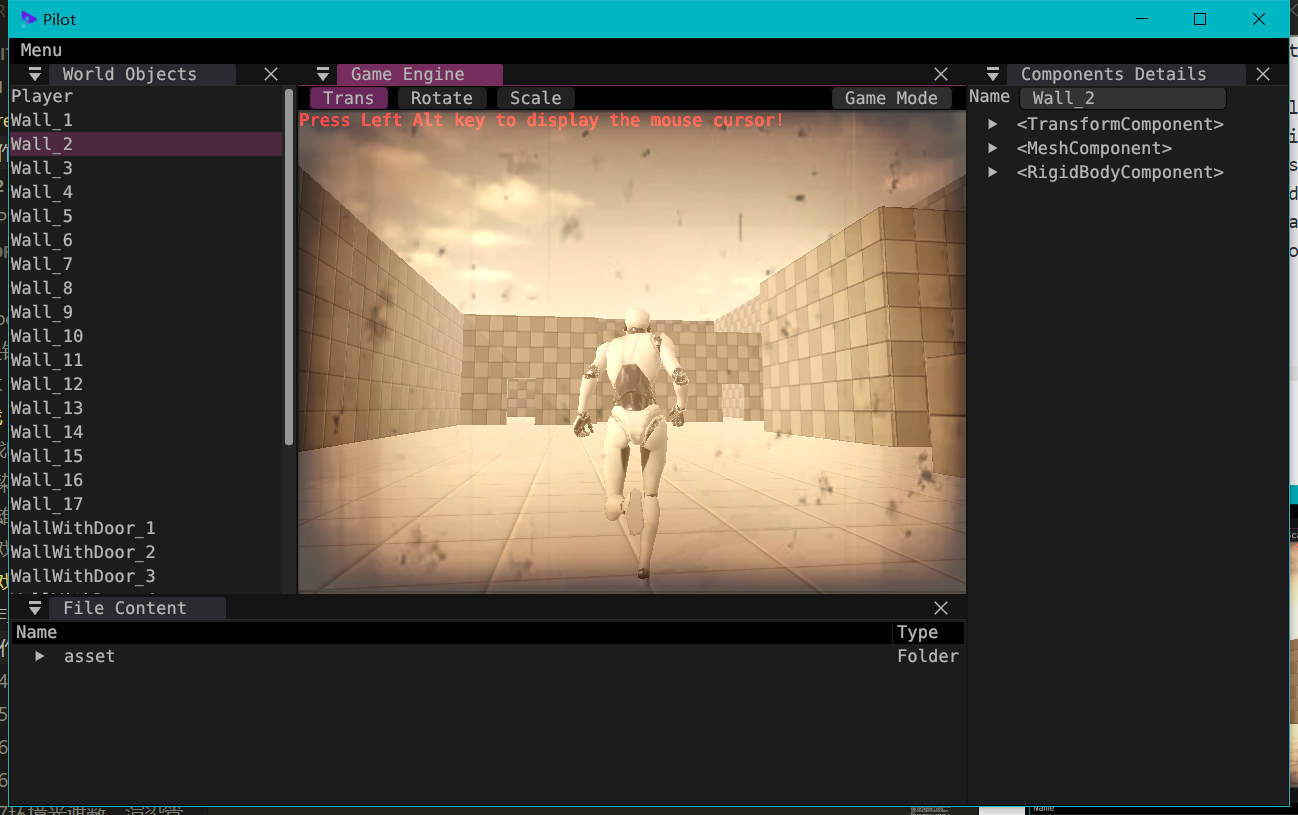 Pilot
Menu
World Objects
Player
Wall_1
Wall_2
Wall_3
Wall_4
Wall_5
Wall_6
Wall_7
Wall_8
Wall_9
Wall_10
Wall_11
Wall_12
Wall_13
Wall_14
Wall_15
Wall_16
Wall_17
WallWithDoor_1
WallWithDoor_2
WallWithDoor_3
Game Engine
Trans Rotate Scale Game Mode
Press Left Alt key to display the mouse cursor!
Components Details
Name Wall_2
<TransformComponent>
<MeshComponent>
<RigidBodyComponent>
File Content
Name Type
asset Folder
Name